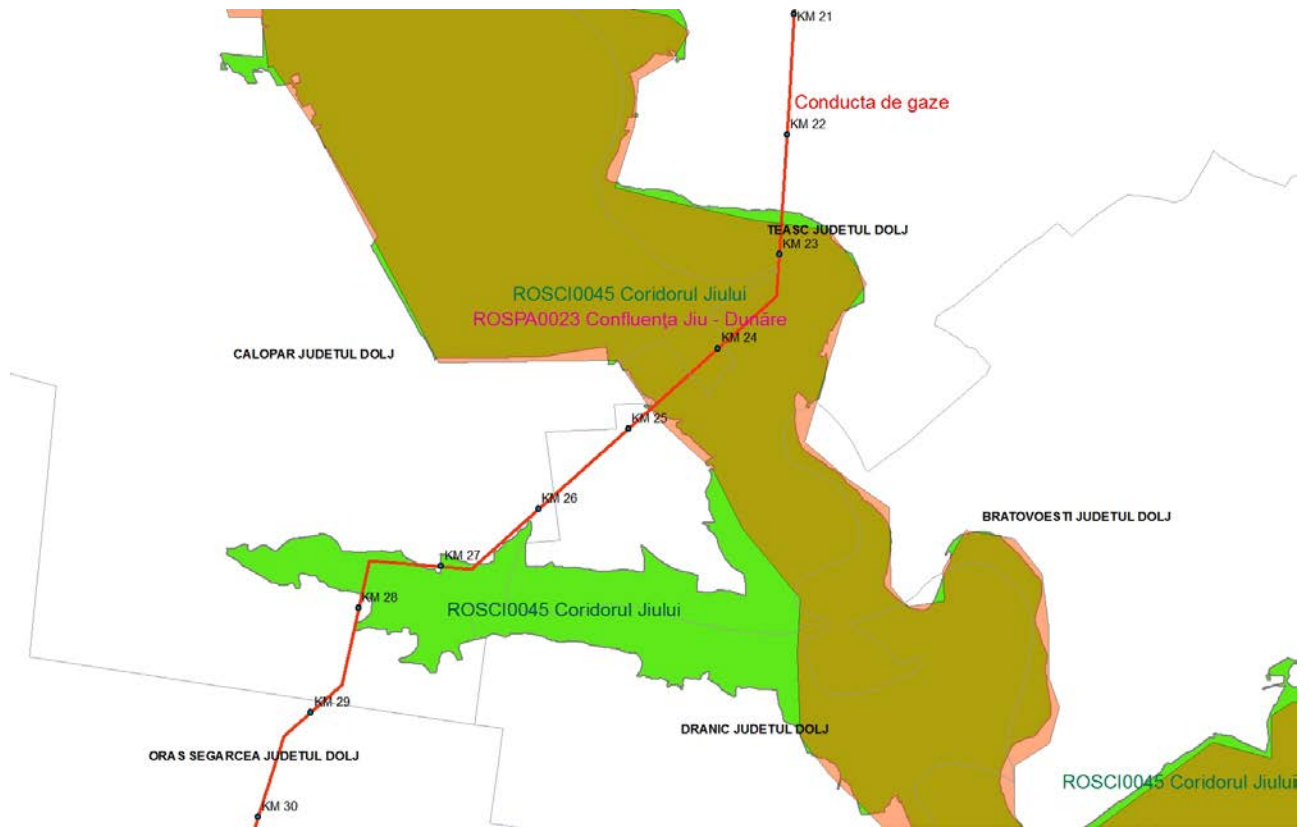 KM 21
Conducta de gaze
KM 22
TEASC JUDETUL DOLJ
KM 23
ROSCI0045 Coridorul Jiului
ROSPA0023 Confluenţa Jiu - Dunăre
KM 24
CALOPAR JUDETUL DOLJ
KM 25
KM 26
BRATOVOESTI JUDETUL DOLJ
KM 27
KM 28
ROSCI0045 Coridorul Jiului
KM 29
DRANIC JUDETUL DOLJ
ORAS SEGARCEA JUDETUL DOLJ
ROSCI0045 Coridorul Jiului
KM 30